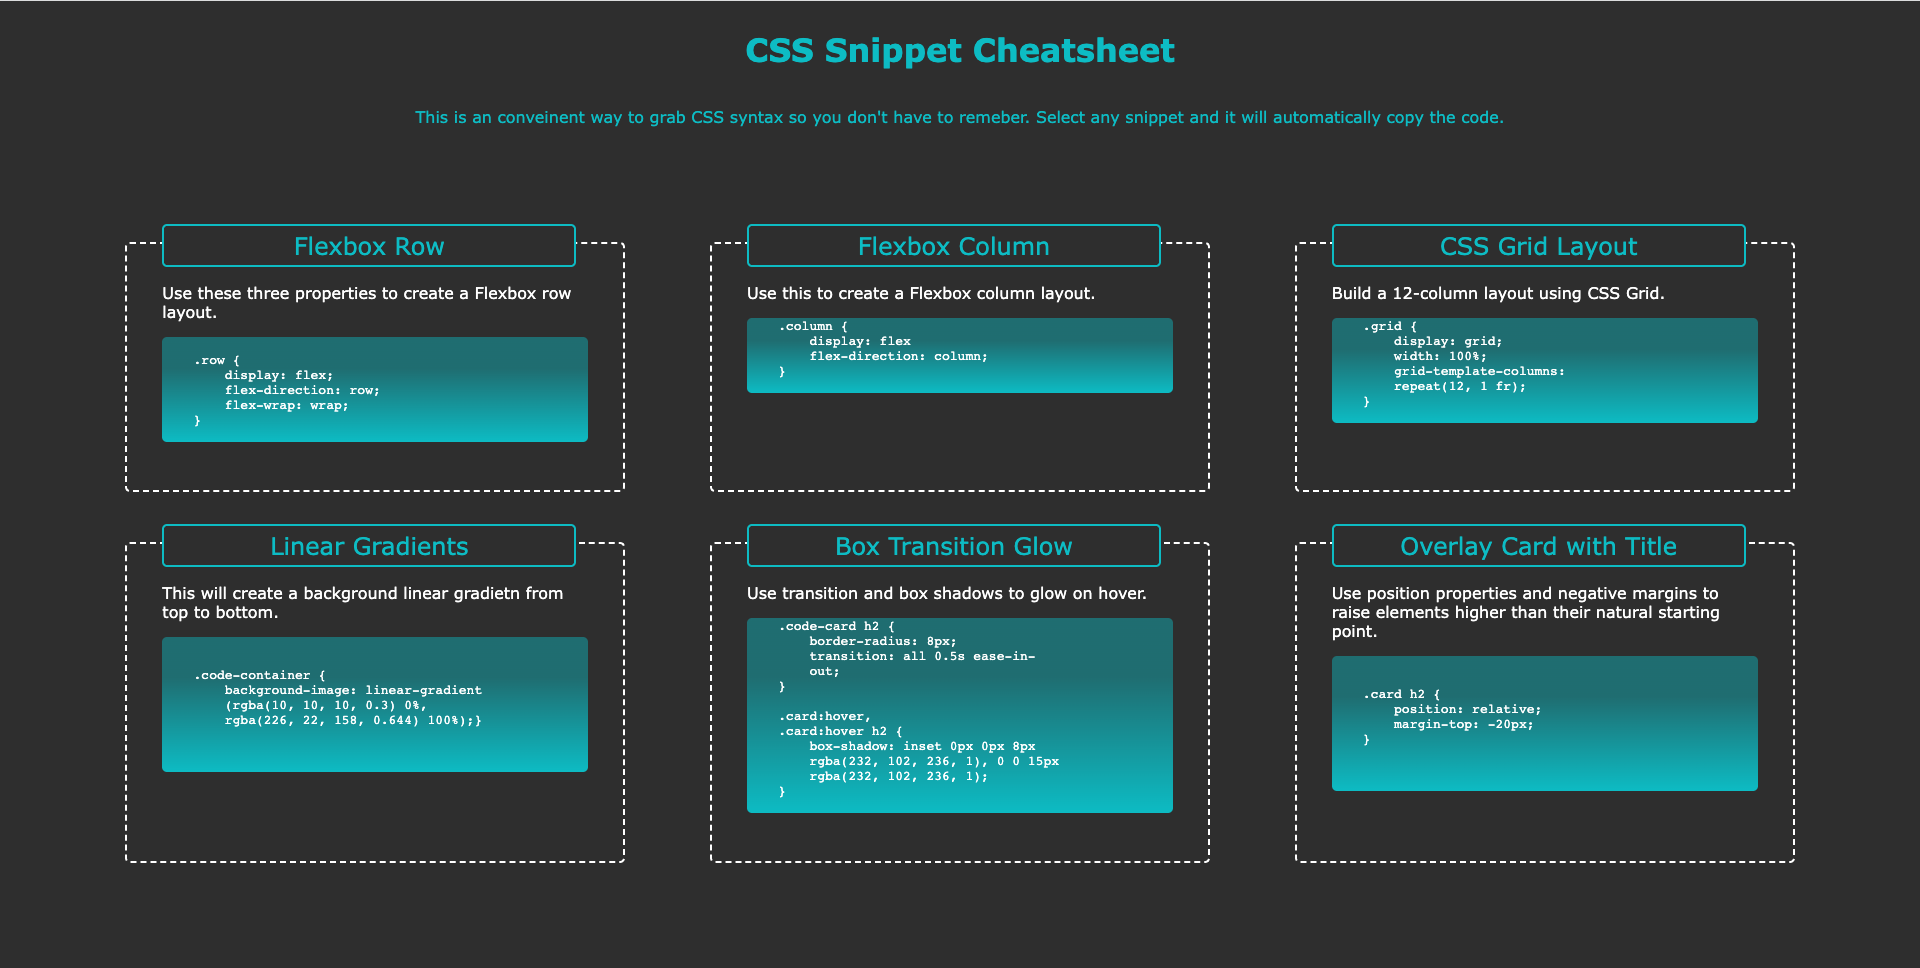 CSS Snippet Cheatsheet
This is an conveinent way to grab CSS syntax so you don't have to remeber. Select any snippet and it will automatically copy the code.
Flexbox Row
Use these three properties to create a Flexbox row
layout.
.row {
display: flex;
flex-direction: row;
flex-wrap: wrap;
}
Flexbox Column
Use this to create a Flexbox column layout.
.column {
display: flex
flex-direction: column;
}
CSS Grid Layout
Build a 12-column layout using CSS Grid.
.grid {
display: grid;
width: 100%;
grid-template-columns:
repeat(12, 1 fr);
}
Linear Gradients
This will create a background linear gradietn from
top to bottom.
.code-container {
background-image: linear-gradient
(rgba(10, 10, 10, 0.3) 0%,
rgba(226, 22, 158, 0.644) 100%);}
Box Transition Glow
Use transition and box shadows to glow on hover.
.code-card h2 {
border-radius: 8px;
transition: all 0.5s ease-in-
out;
}
.card:hover,
.card:hover h2 {
box-shadow: inset 0px 0px 8px
rgba(232, 102, 236, 1), 0 0 15px
rgba(232, 102, 236, 1);
}
Overlay Card with Title
Use position properties and negative margins to
raise elements higher than their natural starting
point.
.card h2 {
position: relative;
margin-top: -20px;
}